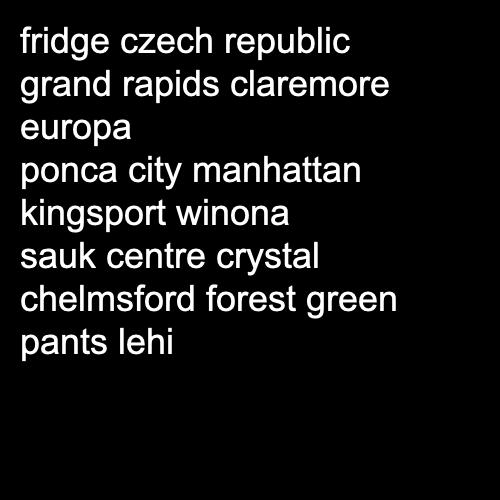 fridge czech republic
grand rapids claremore
europa
ponca city manhattan
kingsport winona
sauk centre crystal
chelmsford forest green
pants lehi